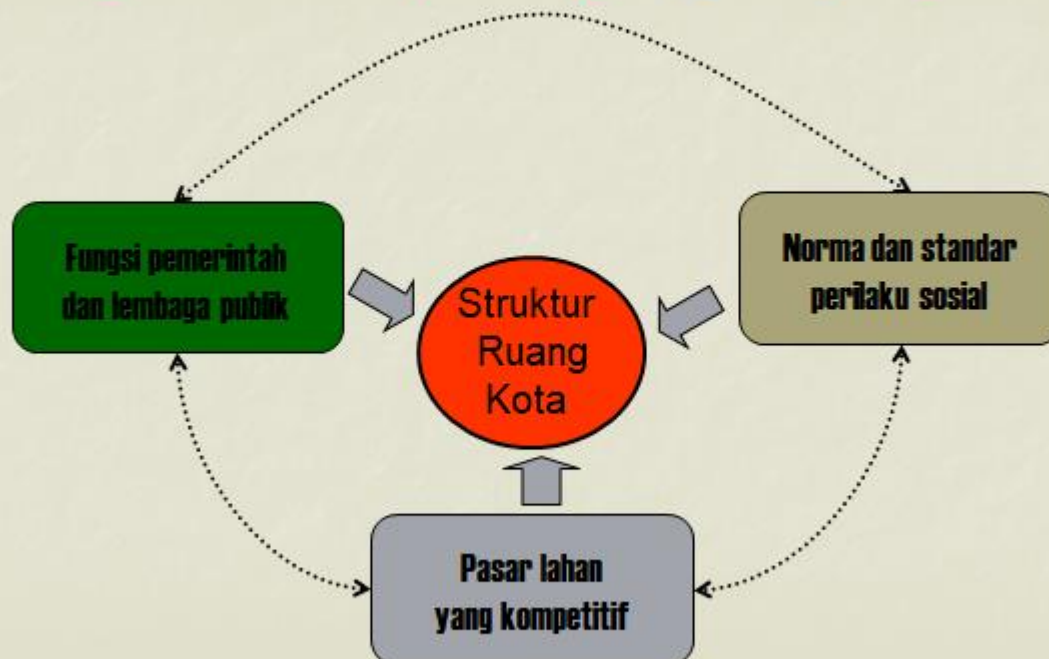 Fungsi pemerintah
dan lembaga publik
Norma dan standar
perilaku sosial
Struktur
Ruang
Kota
Pasar lahan
yang kompetitif